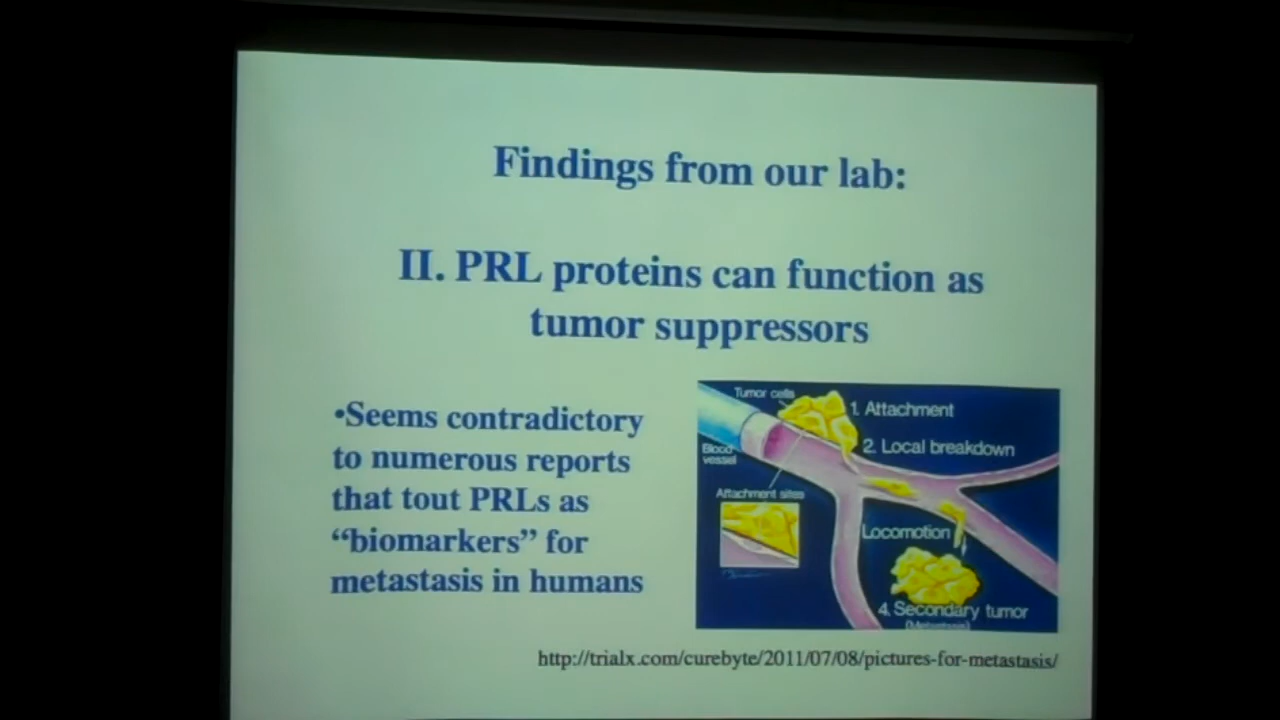 Findings from our lab:
II. PRL proteins can function as
tumor suppressors
•Seems contradictory
to numerous reports
that tout PRLs as
“biomarkers” for
metastasis in humans
Tumor cells
1. Attachment
2. Local breakdown
Blood
vessel
Attachment sites
Locomotion
4. Secondary tumor
(Metastasis)
http://trialx.com/curebyte/2011/07/08/pictures-for-metastasis/